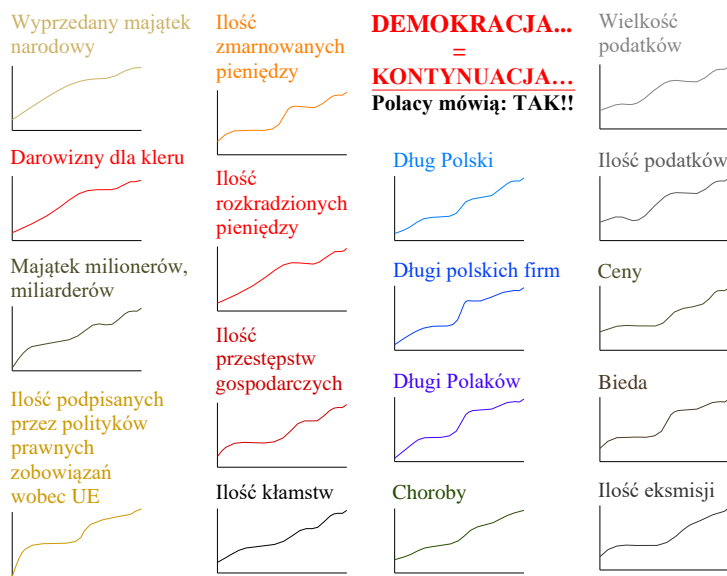 Wyprzedany majątek
narodowy
Darowizny dla kleru
Majątek milionerów,
miliarderów
Ilość podpisanych
przez polityków
prawnych
zobowiązań
wobec UE
Ilość
zmarnowanych
pieniędzy
Ilość
rozkradzionych
pieniędzy
Ilość
przestępstw
gospodarczych
Ilość kłamstw
DEMOKRACJA...
=
KONTYNUACJA…
Polacy mówią: TAK!!
Dług Polski
Długi polskich firm
Długi Polaków
Choroby
Wielkość
podatków
Ilość podatków
Ceny
Bieda
Ilość eksmisji